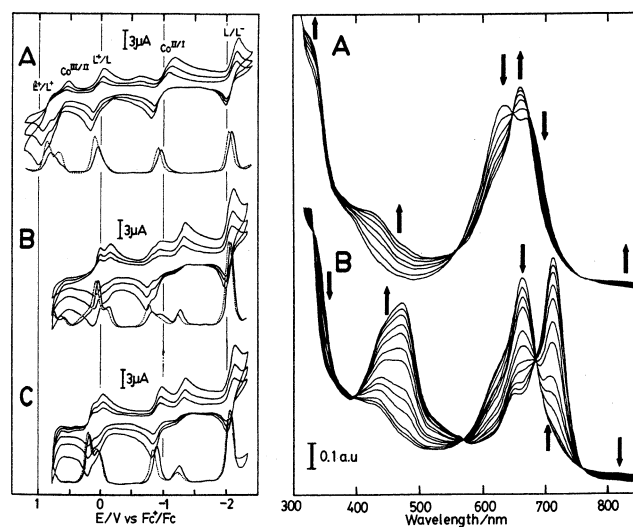 A
3µA
L⁺/L
Co^II/I
L/L⁻
Co^III/II
B
3µA
C
3µA
1 0 -1 -2
E/V vs Fc⁺/Fc
A
B
0.1 a.u
300 400 500 600 700 800
Wavelength/nm